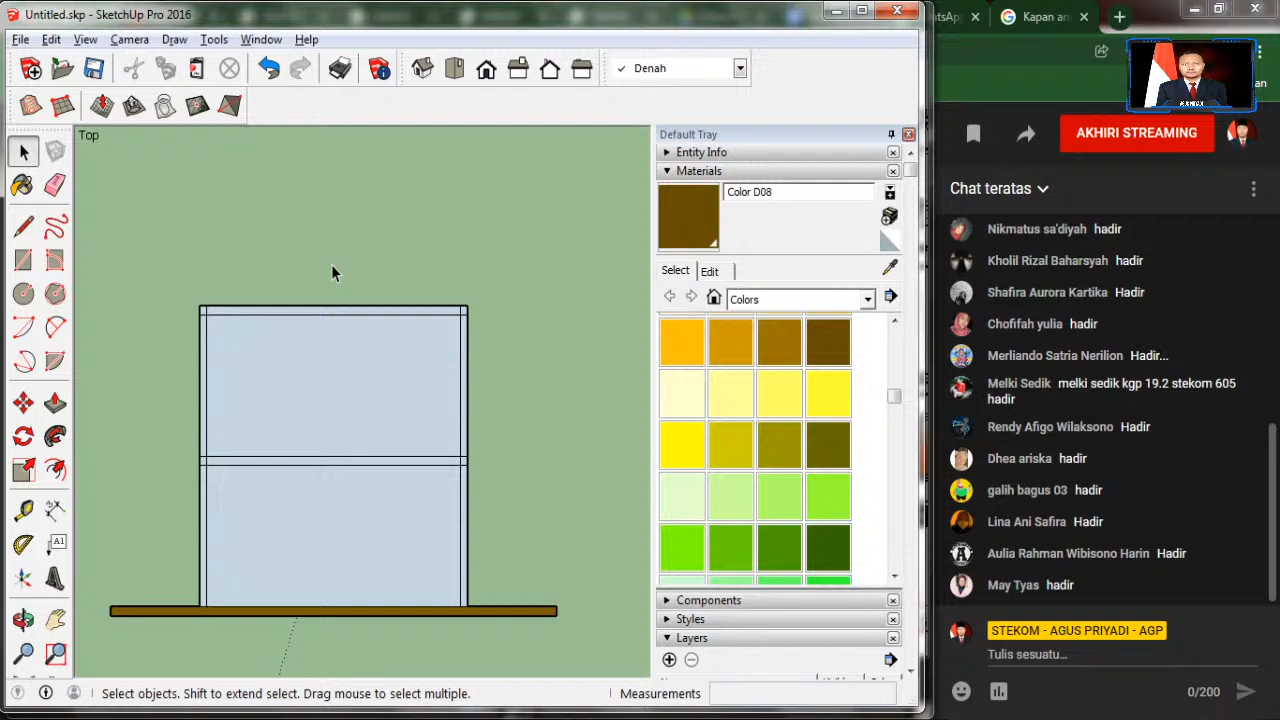 Untitled.skp - SketchUp Pro 2016
File Edit View Camera Draw Tools Window Help
✓ Denah
Top
Default Tray
Entity Info
Materials
Color D08
Select Edit
Colors
Components
Styles
Layers
A1
Select objects. Shift to extend select. Drag mouse to select multiple.
Measurements
Kapan an
AKHIRI STREAMING
Chat teratas
Nikmatus sa'diyah hadir
Kholil Rizal Baharsyah hadir
Shafira Aurora Kartika Hadir
Chofifah yulia hadir
Merliando Satria Nerilion Hadir...
Melki Sedik melki sedik kgp 19.2 stekom 605
hadir
Rendy Afigo Wilaksono Hadir
Dhea ariska hadir
galih bagus 03 hadir
Lina Ani Safira Hadir
Aulia Rahman Wibisono Harin Hadir
May Tyas hadir
STEKOM - AGUS PRIYADI - AGP
Tulis sesuatu...
0/200